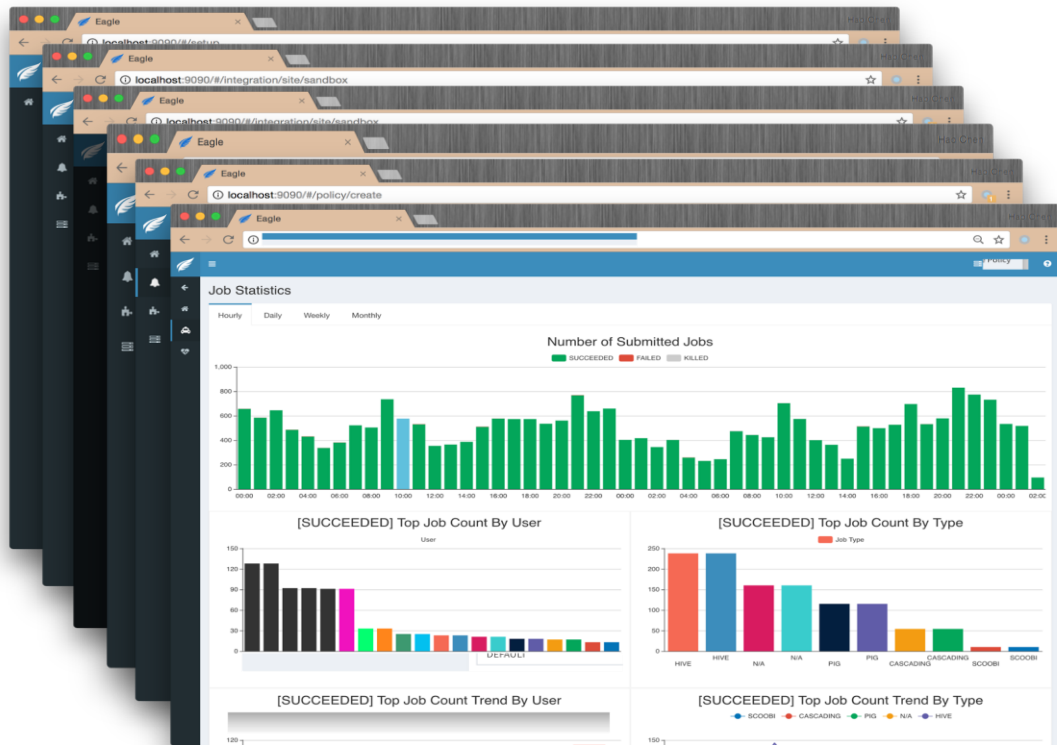 Eagle
localhost:9090/#/setup
Eagle
localhost:9090/#/integration/site/sandbox
Eagle
localhost:9090/#/integration/site/sandbox
Eagle
Eagle
localhost:9090/#/policy/create
Eagle
Policy
Job Statistics
Hourly Daily Weekly Monthly
Number of Submitted Jobs
SUCCEEDED FAILED KILLED
1,000
800
600
400
200
0
00:00 02:00 04:00 06:00 08:00 10:00 12:00 14:00 16:00 18:00 20:00 22:00 00:00 02:00 04:00 06:00 08:00 10:00 12:00 14:00 16:00 18:00 20:00 22:00 00:00 02:00
[SUCCEEDED] Top Job Count By User
User
150
120
90
60
30
0
DEFAULT
[SUCCEEDED] Top Job Count By Type
Job Type
250
200
150
100
50
0
HIVE HIVE N/A N/A PIG PIG CASCADING CASCADING SCOOBI SCOOBI
[SUCCEEDED] Top Job Count Trend By User
120
[SUCCEEDED] Top Job Count Trend By Type
SCOOBI CASCADING PIG N/A HIVE
150